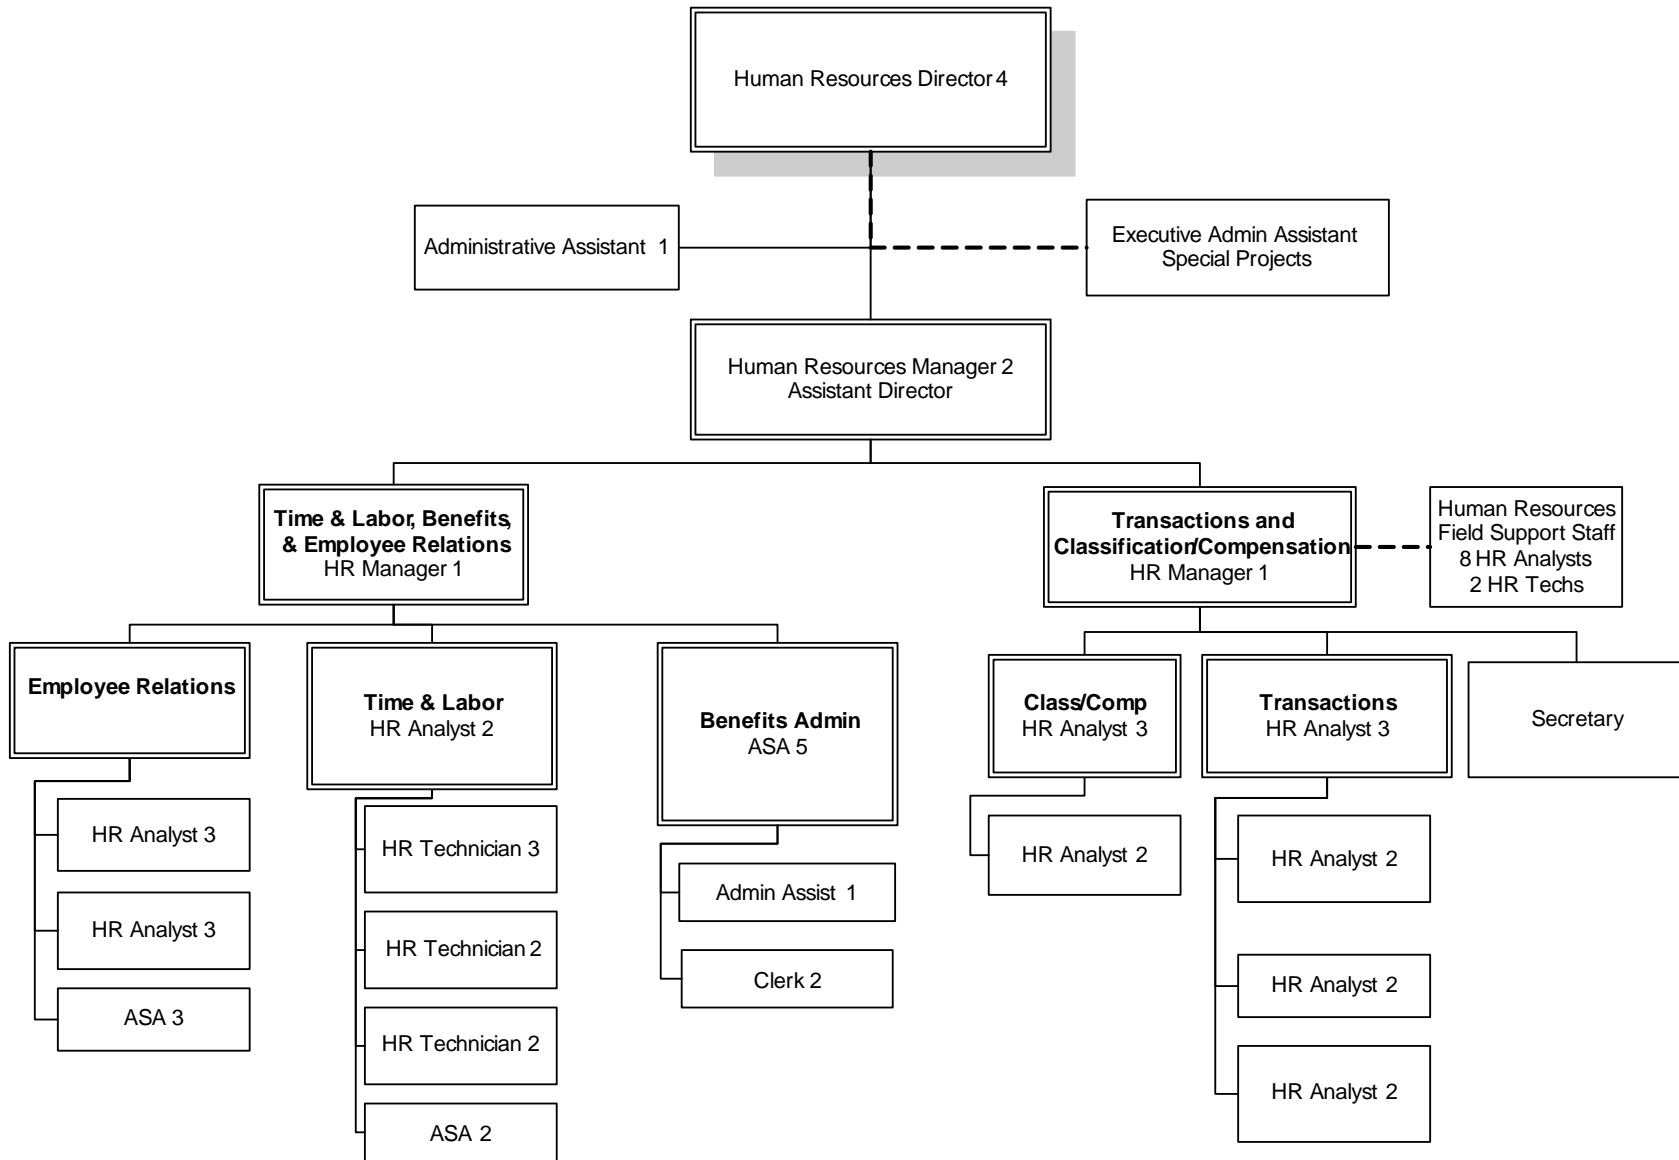 Human Resources Director 4
Administrative Assistant 1
Executive Admin Assistant
Special Projects
Human Resources Manager 2
Assistant Director
Time & Labor, Benefits,
& Employee Relations
HR Manager 1
Transactions and
Classification/Compensation
HR Manager 1
Human Resources
Field Support Staff
8 HR Analysts
2 HR Techs
Employee Relations
Time & Labor
HR Analyst 2
Benefits Admin
ASA 5
Class/Comp
HR Analyst 3
Transactions
HR Analyst 3
Secretary
HR Analyst 3
HR Analyst 3
ASA 3
HR Technician 3
HR Technician 2
HR Technician 2
ASA 2
Admin Assist 1
Clerk 2
HR Analyst 2
HR Analyst 2
HR Analyst 2
HR Analyst 2